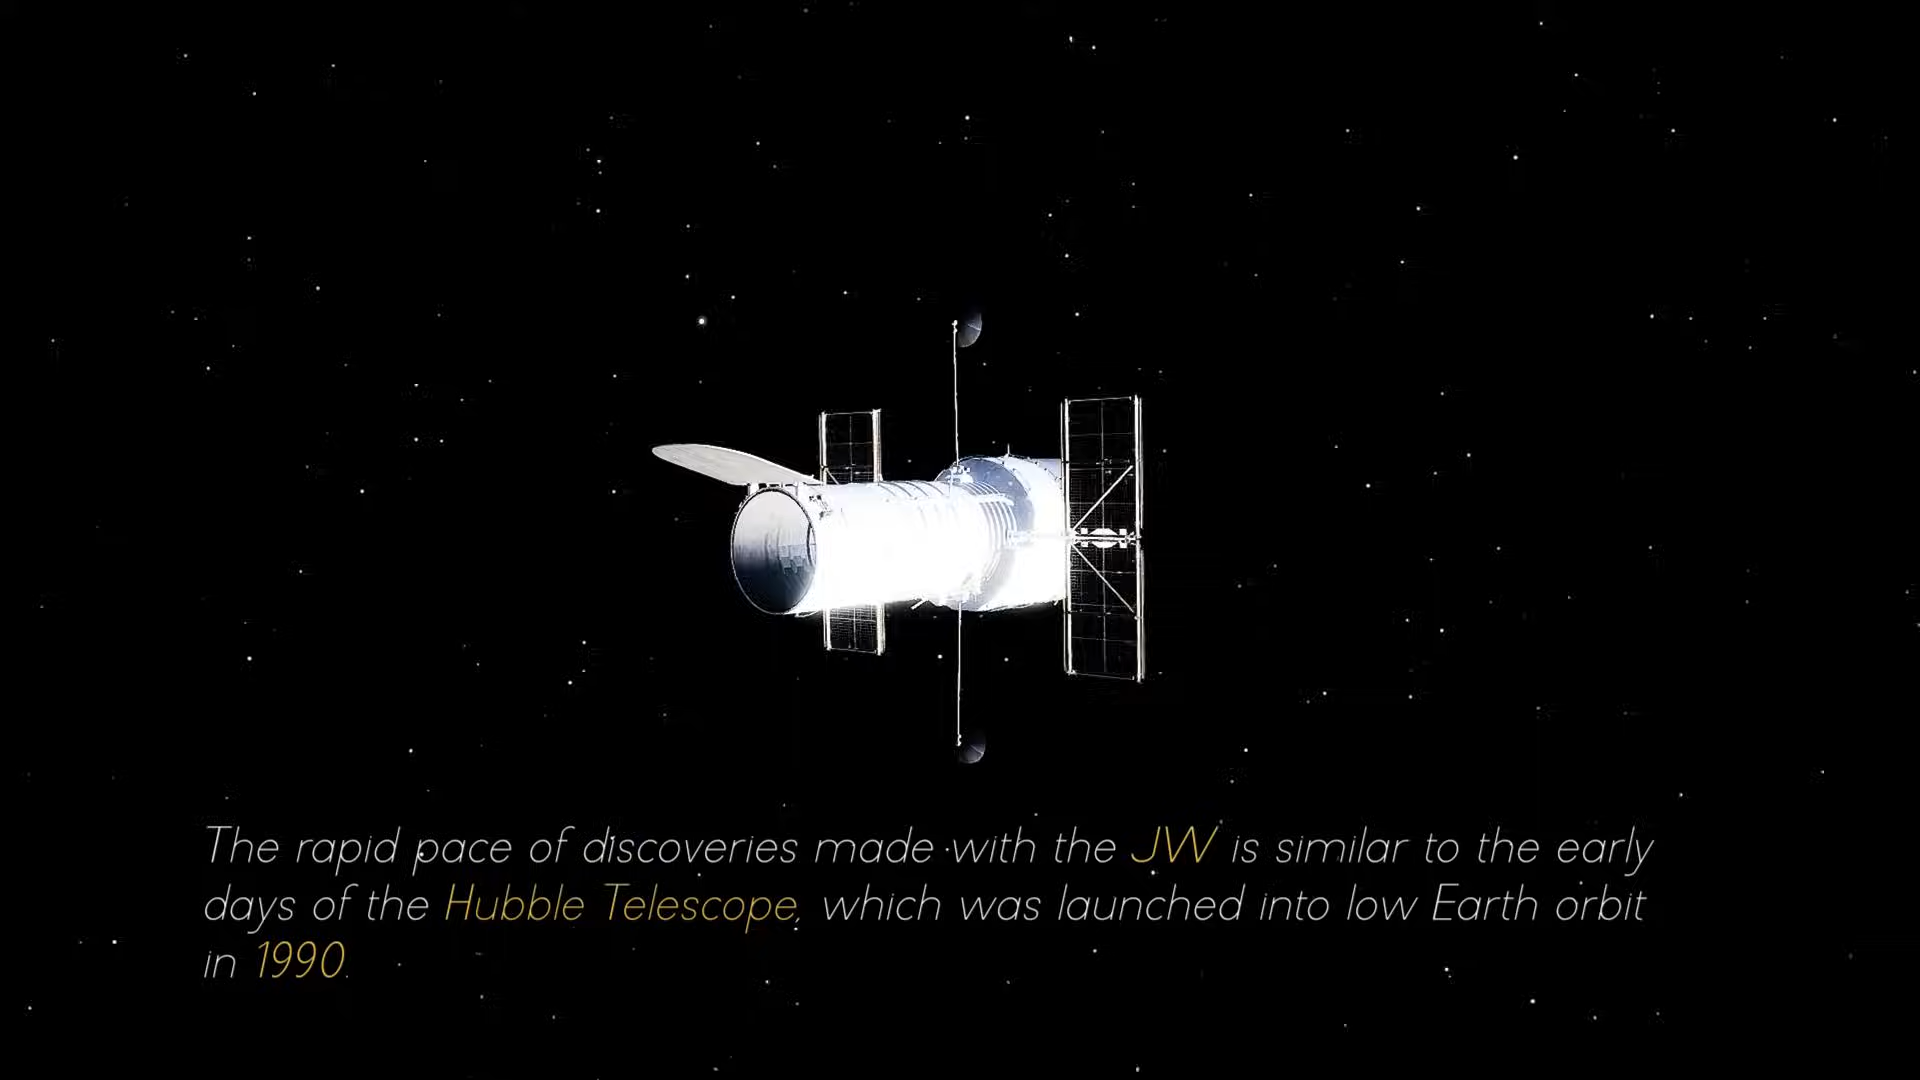 The rapid pace of discoveries made with the JW is similar to the early
days of the Hubble Telescope, which was launched into low Earth orbit
in 1990.